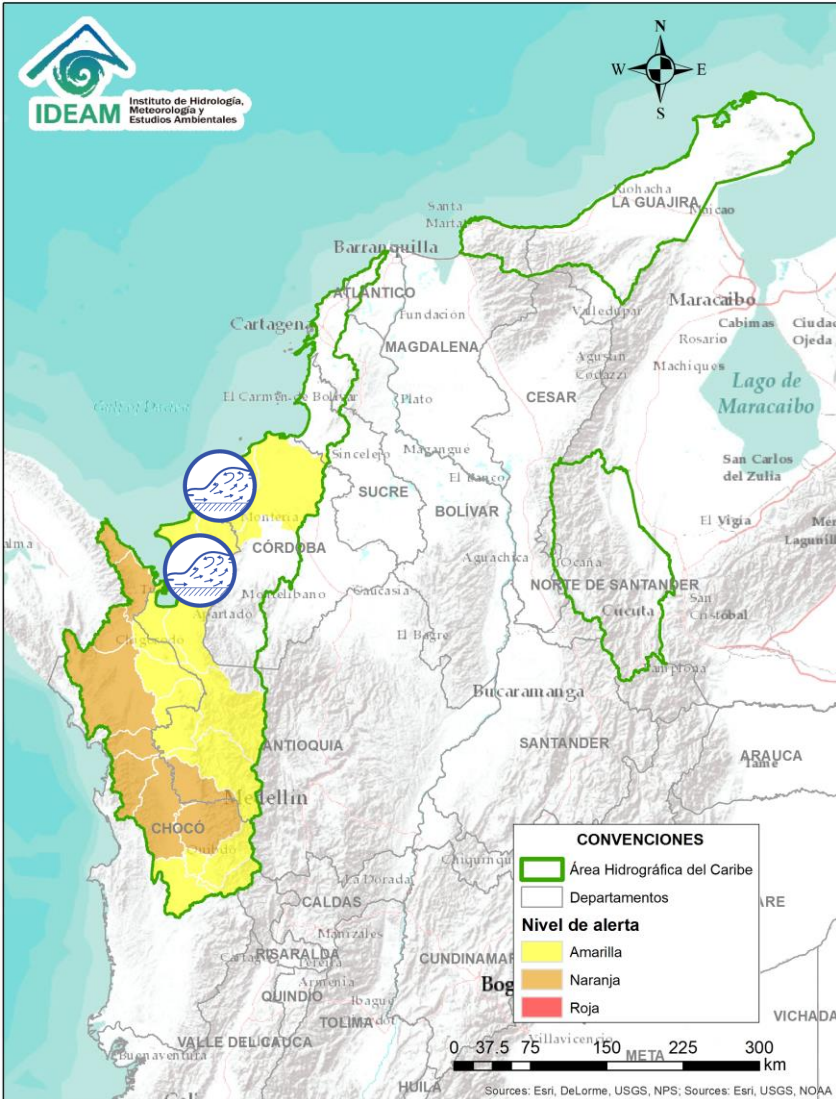 IDEAM
Instituto de Hidrología,
Meteorología y
Estudios Ambientales
N
W
E
S
Riohacha
LA GUAJIRA
Maicao
Santa
Marta
Barranquilla
ATLÁNTICO
Fundación
Valledupar
Maracaibo
Cabimas
Ciudad
Ojeda
Rosario
Cartagena
MAGDALENA
Agustín
Codazzi
Machiques
Lago de
Maracaibo
El Carmen de Bolívar
Plato
CESAR
Sincelejo
Magangué
San Carlos
del Zulia
El Banco
SUCRE
BOLÍVAR
El Vigía
Montería
CÓRDOBA
Aguachica
Ocaña
NORTE DE SANTANDER
San
Cristóbal
Cucuta
Montelíbano
Caucasia
Apartado
El Bagre
Chigorodo
Pamplona
Bucaramanga
ANTIOQUIA
SANTANDER
ARAUCA
Tame
Medellín
CHOCÓ
Quibdó
La Dorada
CALDAS
Manizales
RISARALDA
Pereira
Armenia
QUINDÍO
Ibagué
TOLIMA
VALLE DEL CAUCA
Buenaventura
Villavicencio
META
VICHADA
HUILA
CONVENCIONES
Área Hidrográfica del Caribe
Departamentos
Nivel de alerta
Amarilla
Naranja
Roja
0 37.5 75 150 225 300
km
Sources: Esri, DeLorme, USGS, NPS; Sources: Esri, USGS, NOAA